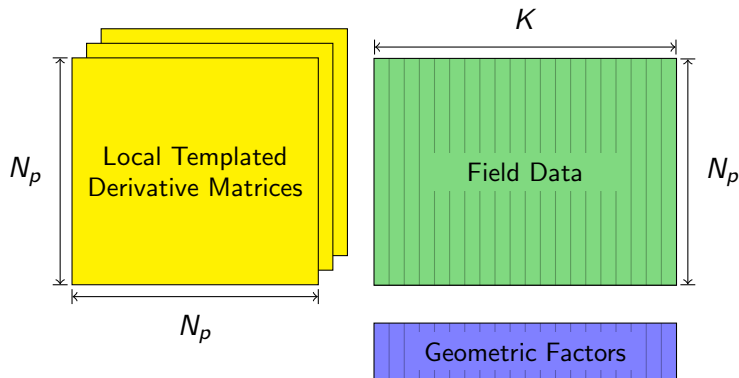 K
Local Templated
Derivative Matrices
N_p
Field Data
N_p
N_p
Geometric Factors